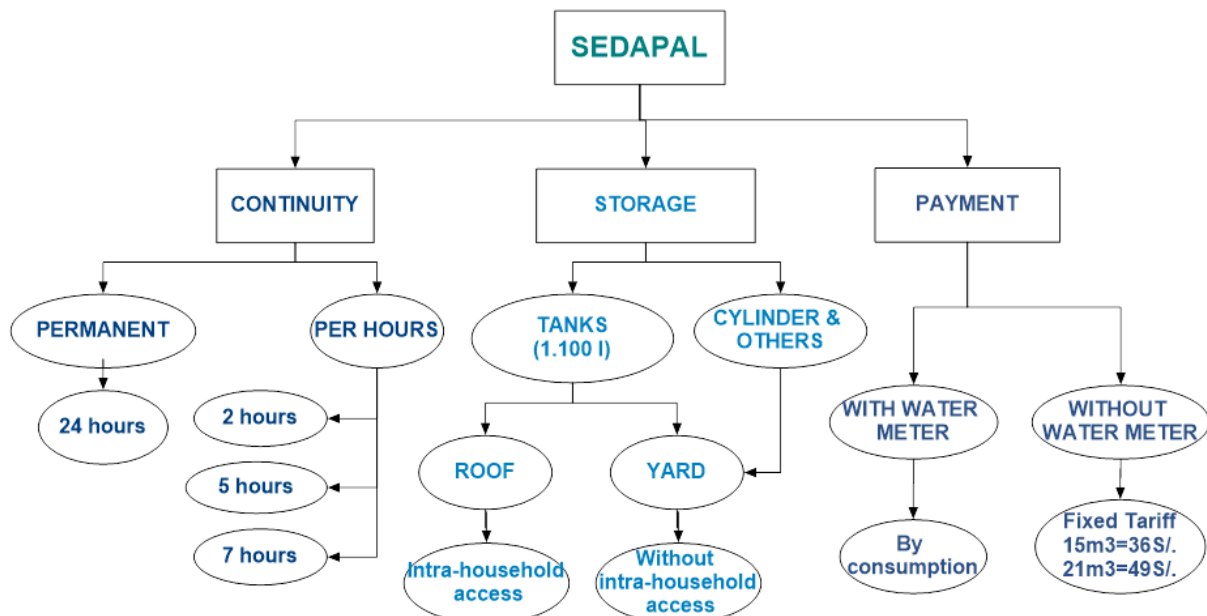 SEDAPAL
CONTINUITY
STORAGE
PAYMENT
PERMANENT
PER HOURS
TANKS
(1.100 l)
CYLINDER &
OTHERS
24 hours
2 hours
5 hours
7 hours
ROOF
YARD
WITH WATER
METER
WITHOUT
WATER METER
Intra-household
access
Without
intra-household
access
By
consumption
Fixed Tariff
15m3=36S/.
21m3=49S/.